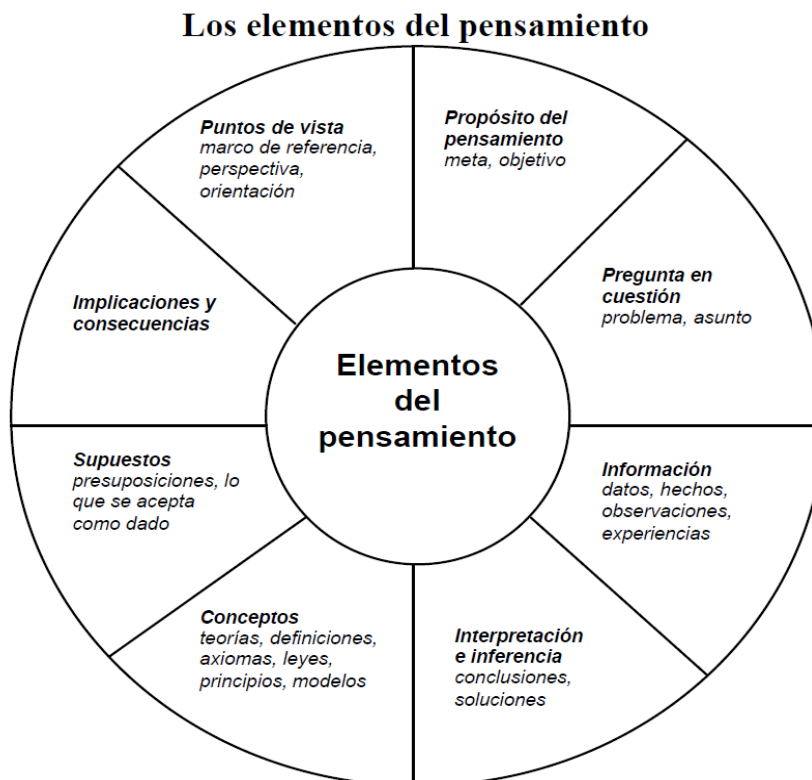 Los elementos del pensamiento
Puntos de vista
marco de referencia,
perspectiva,
orientación
Propósito del
pensamiento
meta, objetivo
Pregunta en
cuestión
problema, asunto
Implicaciones y
consecuencias
Elementos
del
pensamiento
Supuestos
presuposiciones, lo
que se acepta
como dado
Información
datos, hechos,
observaciones,
experiencias
Conceptos
teorías, definiciones,
axiomas, leyes,
principios, modelos
Interpretación
e inferencia
conclusiones,
soluciones